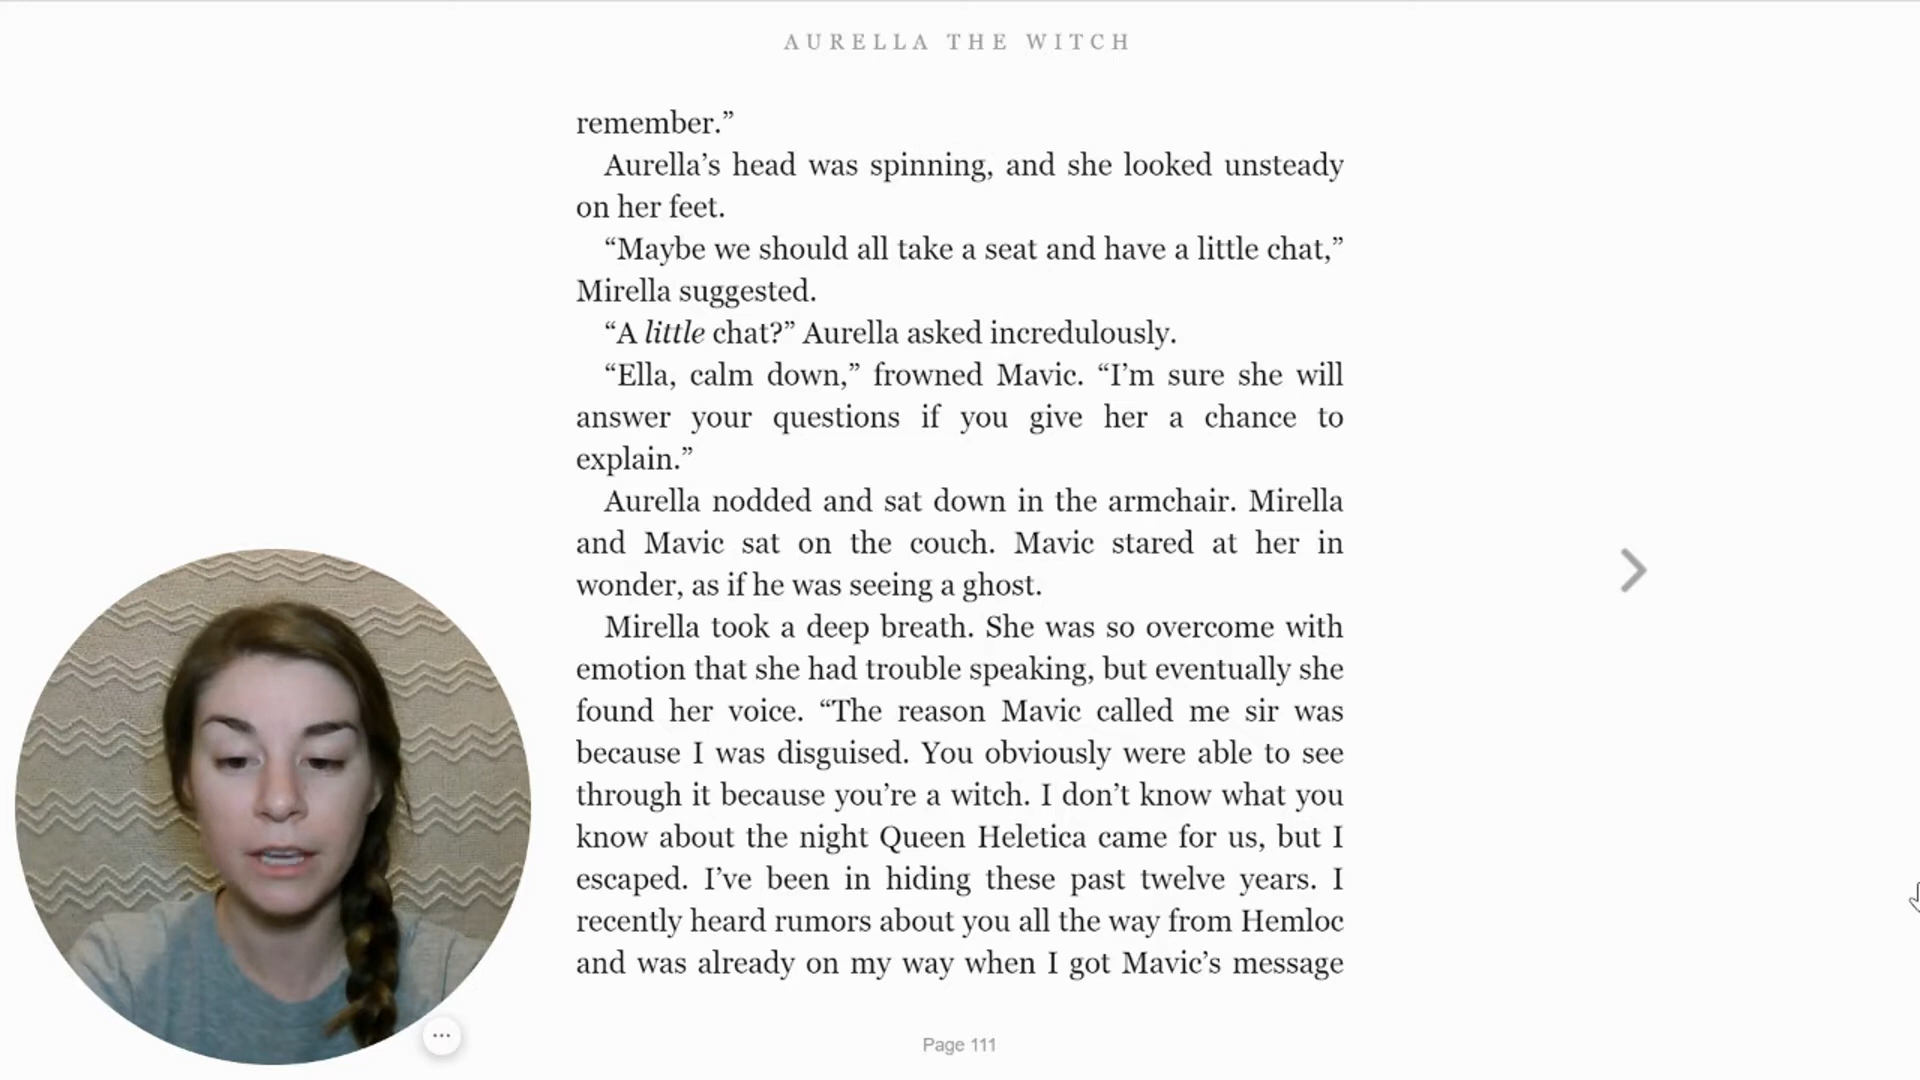 AURELLA THE WITCH
remember.”
Aurella’s head was spinning, and she looked unsteady
on her feet.
“Maybe we should all take a seat and have a little chat,”
Mirella suggested.
“A little chat?” Aurella asked incredulously.
“Ella, calm down,” frowned Mavic. “I’m sure she will
answer your questions if you give her a chance to
explain.”
Aurella nodded and sat down in the armchair. Mirella
and Mavic sat on the couch. Mavic stared at her in
wonder, as if he was seeing a ghost.
Mirella took a deep breath. She was so overcome with
emotion that she had trouble speaking, but eventually she
found her voice. “The reason Mavic called me sir was
because I was disguised. You obviously were able to see
through it because you’re a witch. I don’t know what you
know about the night Queen Heletica came for us, but I
escaped. I’ve been in hiding these past twelve years. I
recently heard rumors about you all the way from Hemloc
and was already on my way when I got Mavic’s message
Page 111